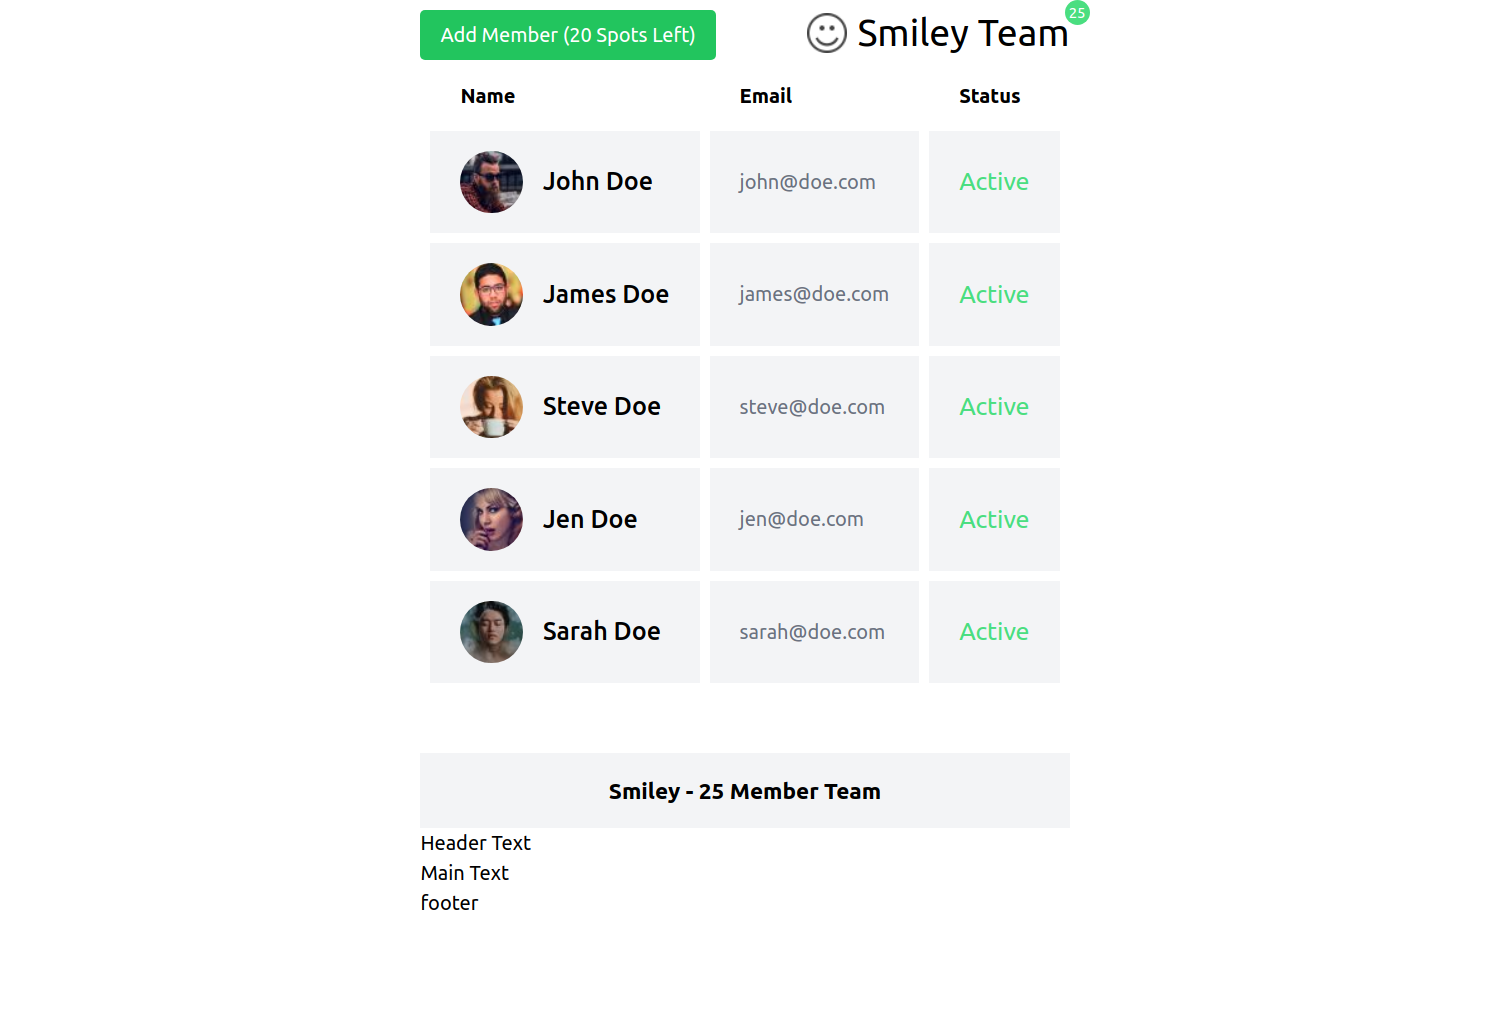 Add Member (20 Spots Left)
Smiley Team
25
Name Email Status
John Doe john@doe.com Active
James Doe james@doe.com Active
Steve Doe steve@doe.com Active
Jen Doe jen@doe.com Active
Sarah Doe sarah@doe.com Active
Smiley - 25 Member Team
Header Text
Main Text
footer